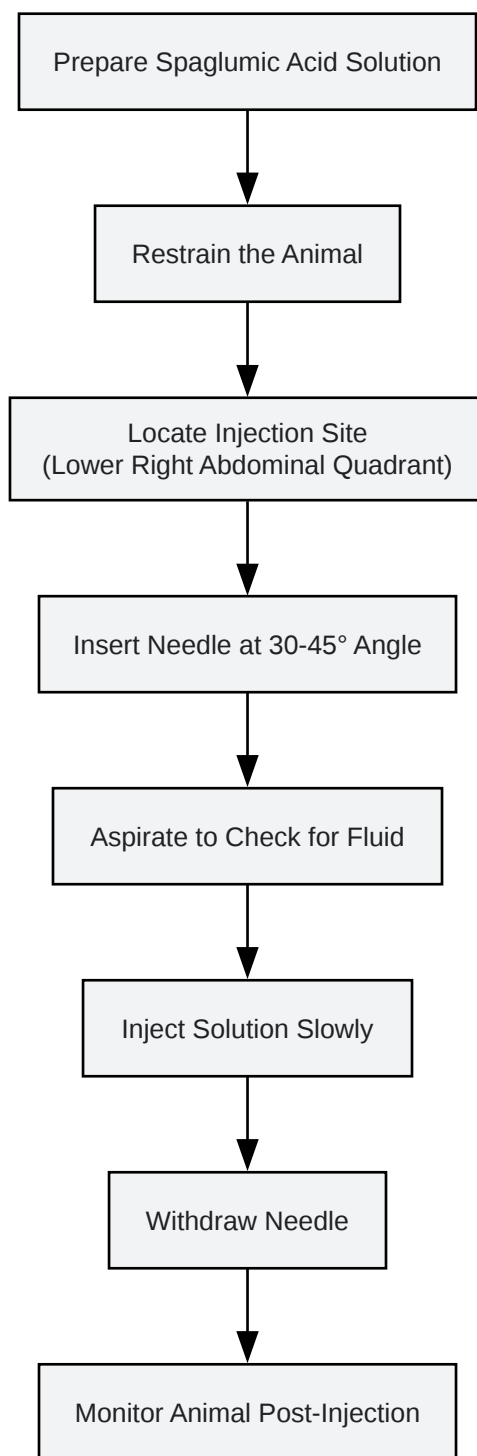 Prepare Spaglumic Acid Solution
Restrain the Animal
Locate Injection Site
(Lower Right Abdominal Quadrant)
Insert Needle at 30-45° Angle
Aspirate to Check for Fluid
Inject Solution Slowly
Withdraw Needle
Monitor Animal Post-Injection